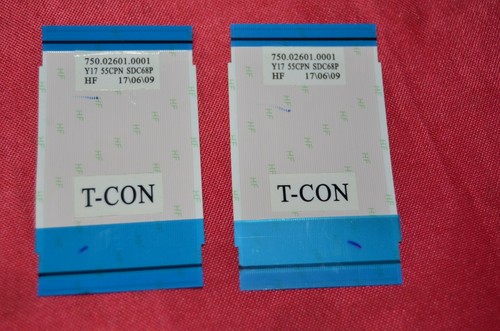 750.02601.0001
Y17 55CPN SDC68P
HF 17\06\09
T-CON
750.02601.0001
Y17 55CPN SDC68P
HF 17\06\09
T-CON